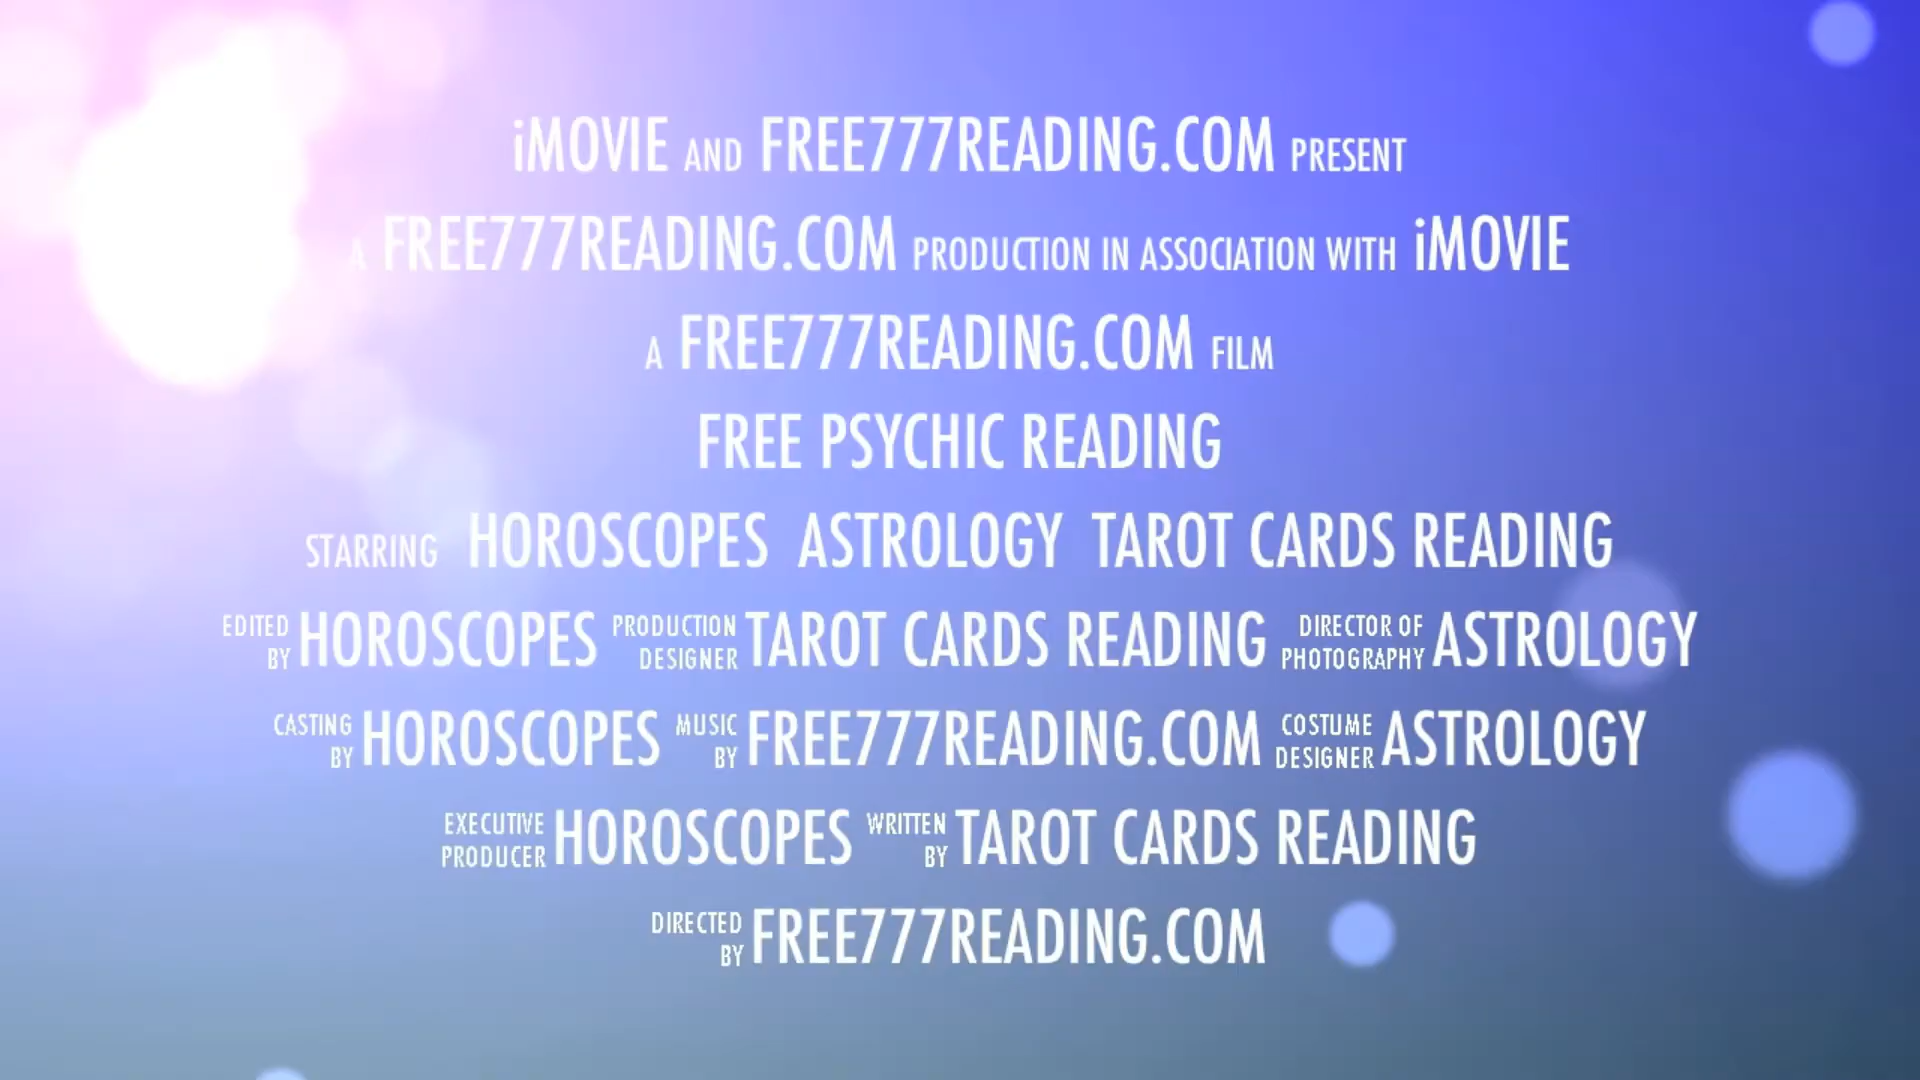 iMOVIE AND FREE777READING.COM PRESENT
A FREE777READING.COM PRODUCTION IN ASSOCIATION WITH iMOVIE
A FREE777READING.COM FILM
FREE PSYCHIC READING
STARRING HOROSCOPES ASTROLOGY TAROT CARDS READING
EDITED BY HOROSCOPES PRODUCTION DESIGNER TAROT CARDS READING DIRECTOR OF PHOTOGRAPHY ASTROLOGY
CASTING BY HOROSCOPES MUSIC BY FREE777READING.COM COSTUME DESIGNER ASTROLOGY
EXECUTIVE PRODUCER HOROSCOPES WRITTEN BY TAROT CARDS READING
DIRECTED BY FREE777READING.COM